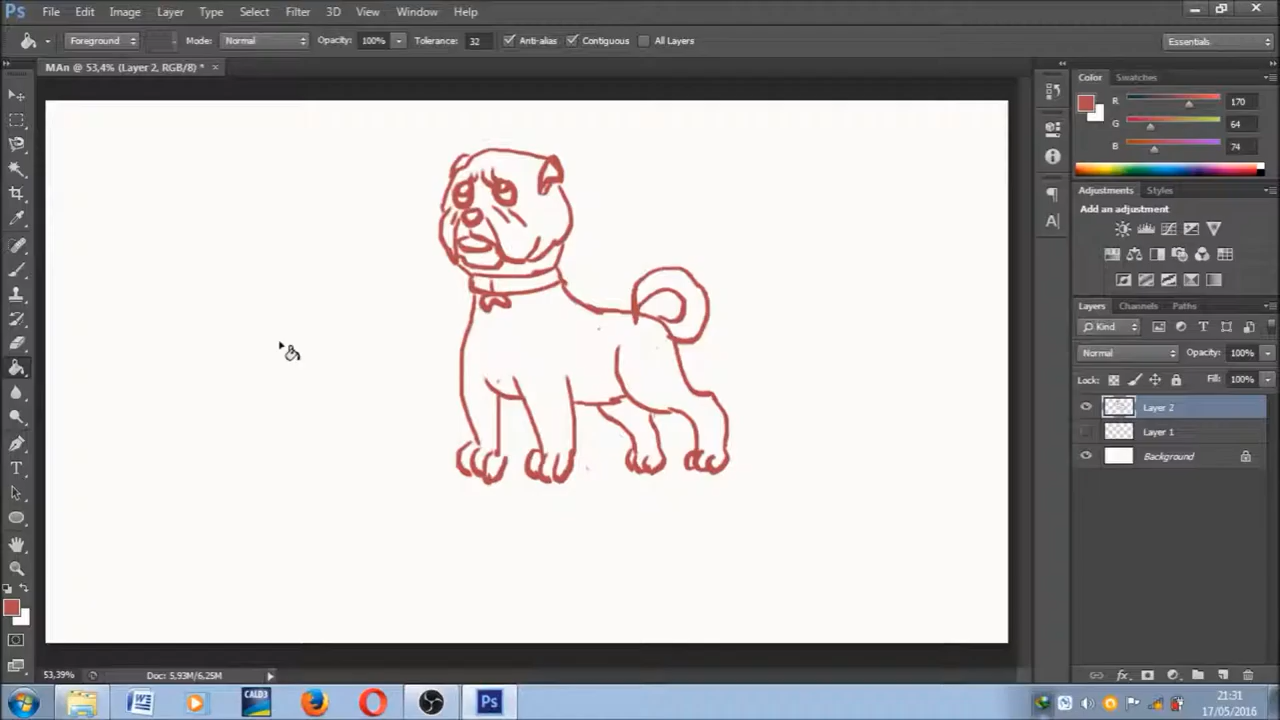 Ps File Edit Image Layer Type Select Filter 3D View Window Help
Foreground Mode: Normal Opacity: 100% Tolerance: 32 Anti-alias Contiguous All Layers Essentials
MAn @ 53,4% (Layer 2, RGB/8) * ×
Color Swatches
R 170
G 64
B 74
Adjustments Styles
Add an adjustment
Layers Channels Paths
Kind
Normal Opacity: 100%
Lock: Fill: 100%
Layer 2
Layer 1
Background
53,39% Doc: 5,93M/6,25M
CALD3 Ps
21:31
17/05/2016